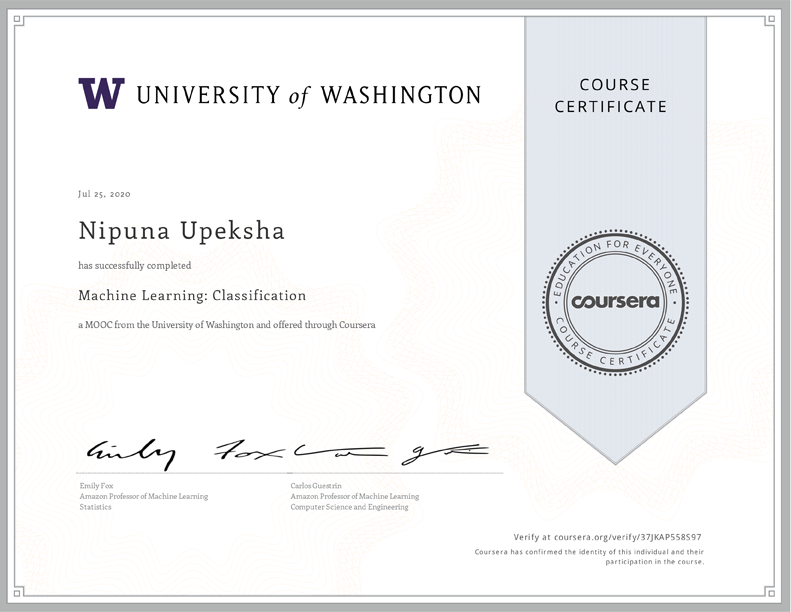 W UNIVERSITY of WASHINGTON
COURSE
CERTIFICATE
Jul 25, 2020
Nipuna Upeksha
has successfully completed
Machine Learning: Classification
a MOOC from the University of Washington and offered through Coursera
EDUCATION FOR EVERYONE
coursera
COURSE CERTIFICATE
Emily Fox
Amazon Professor of Machine Learning
Statistics
Carlos Guestrin
Amazon Professor of Machine Learning
Computer Science and Engineering
Verify at coursera.org/verify/37JKAP558S97
Coursera has confirmed the identity of this individual and their
participation in the course.